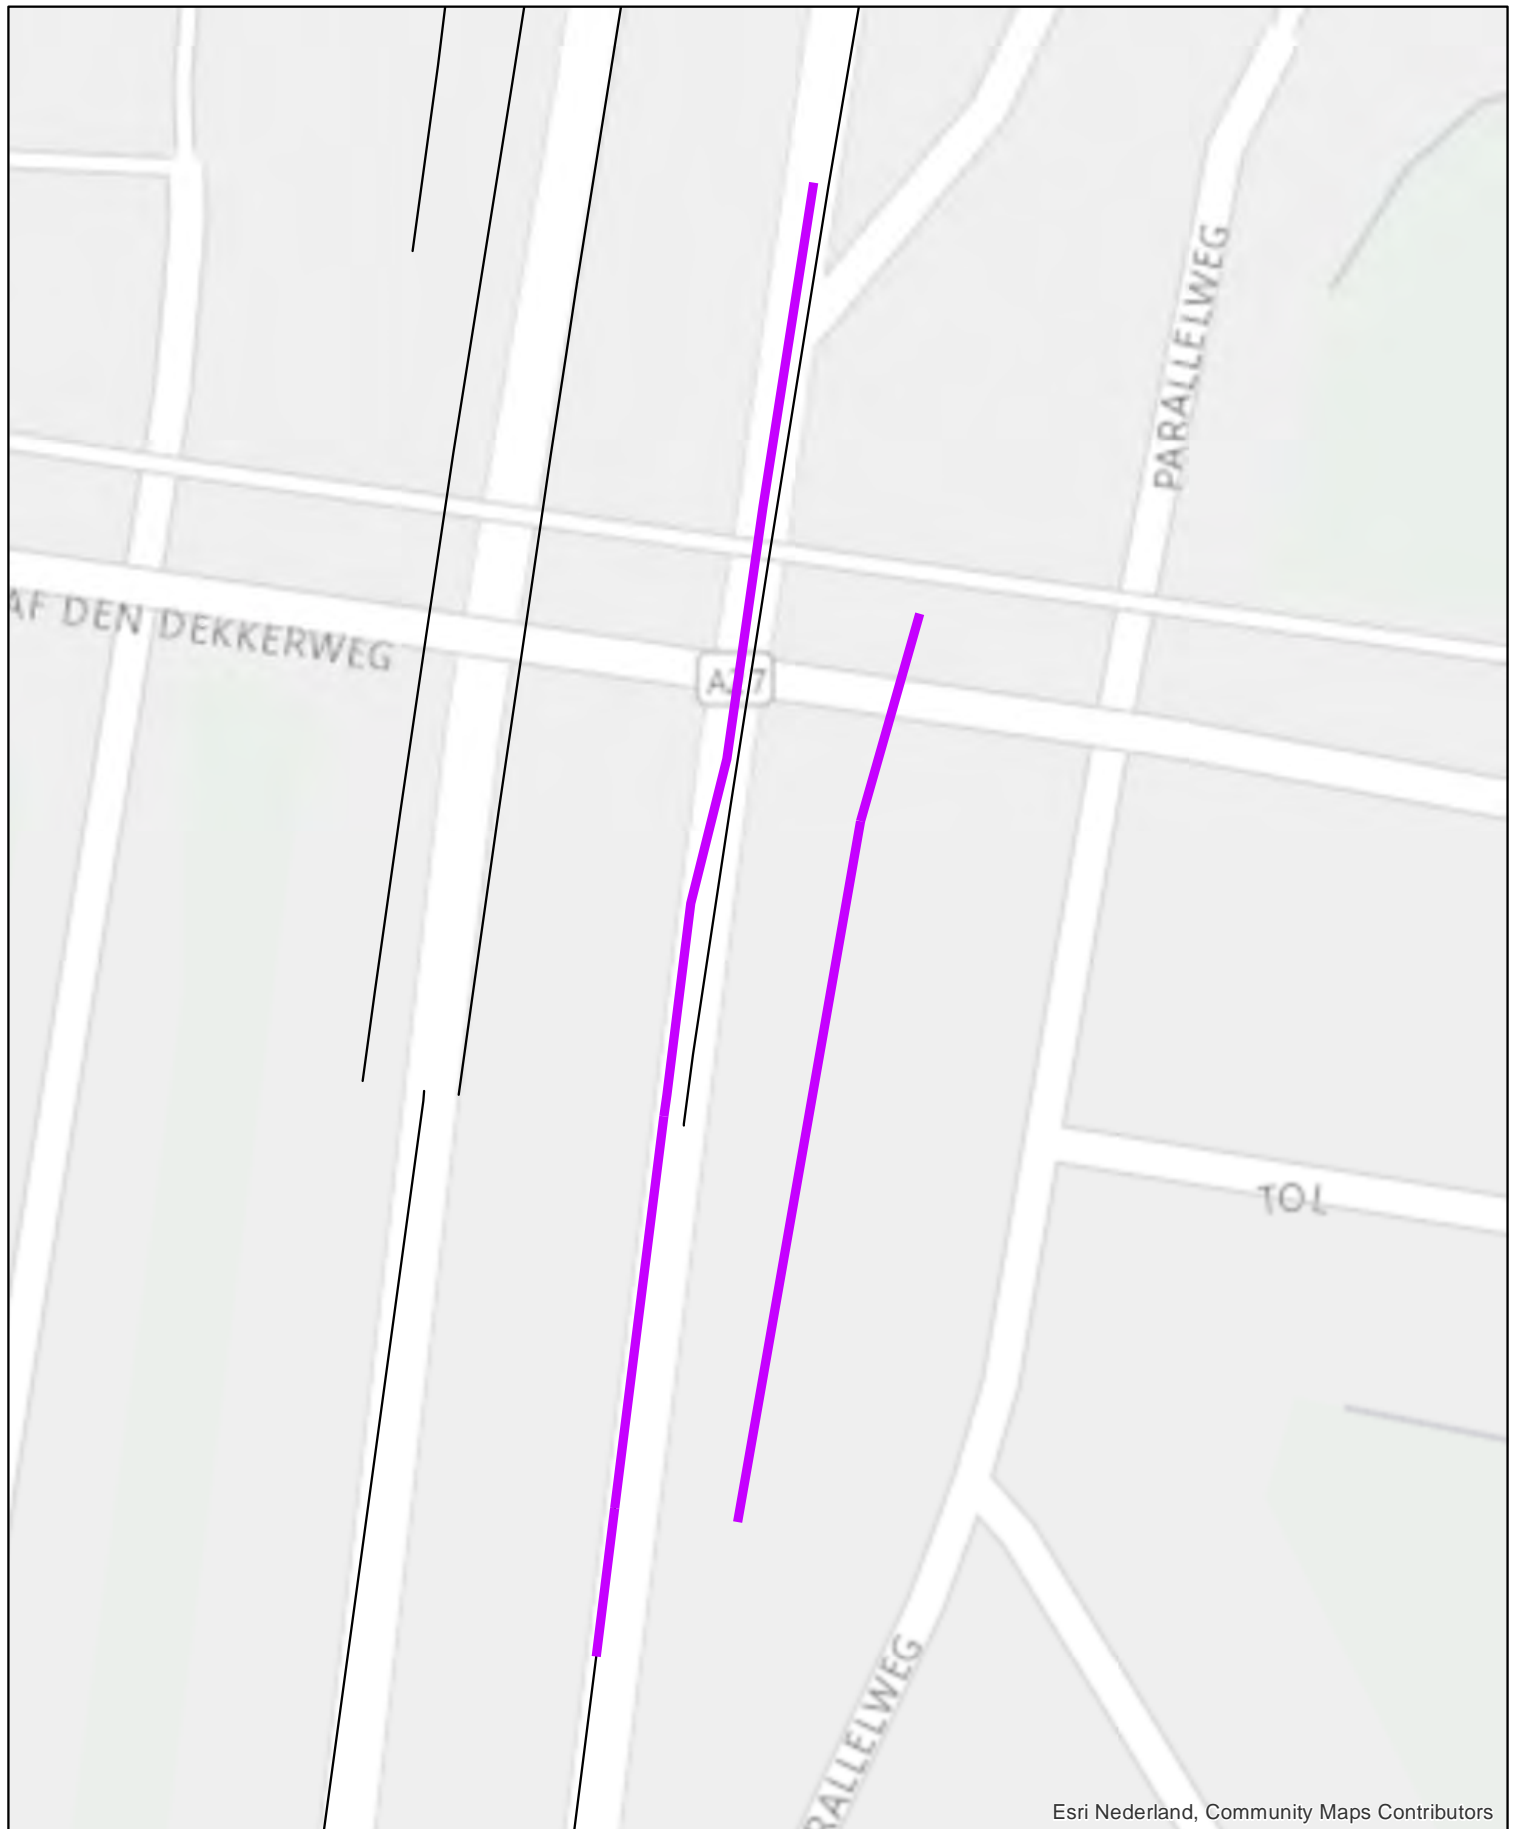 PARALLELWEG
AF DEN DEKKERWEG
TOL
RALLELWEG
Esri Nederland, Community Maps Contributors